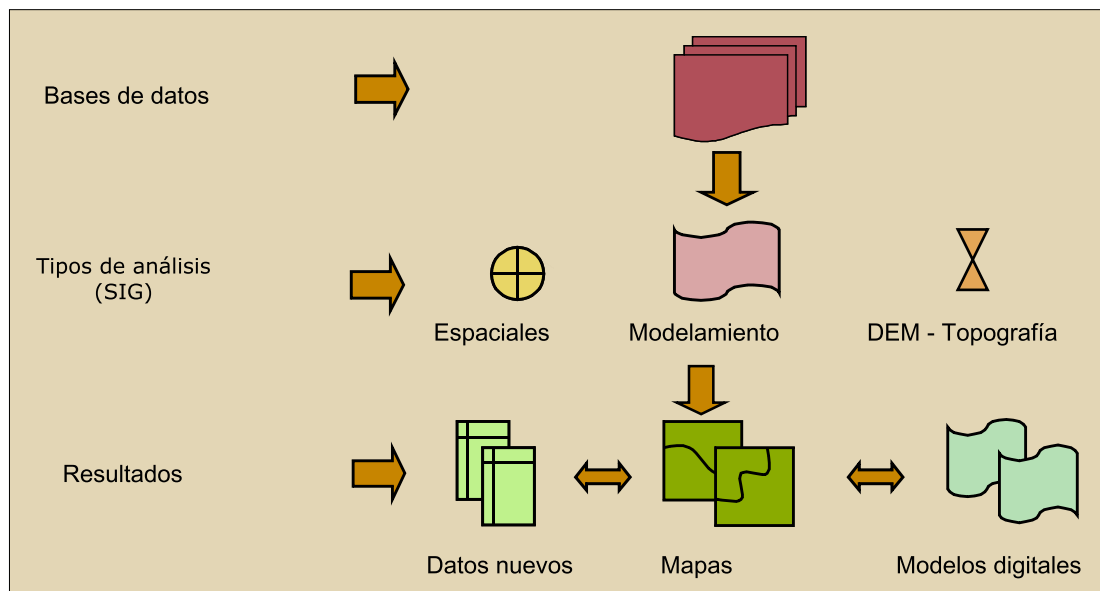 Bases de datos
Tipos de análisis
(SIG)
Espaciales
Modelamiento
DEM - Topografía
Resultados
Datos nuevos
Mapas
Modelos digitales